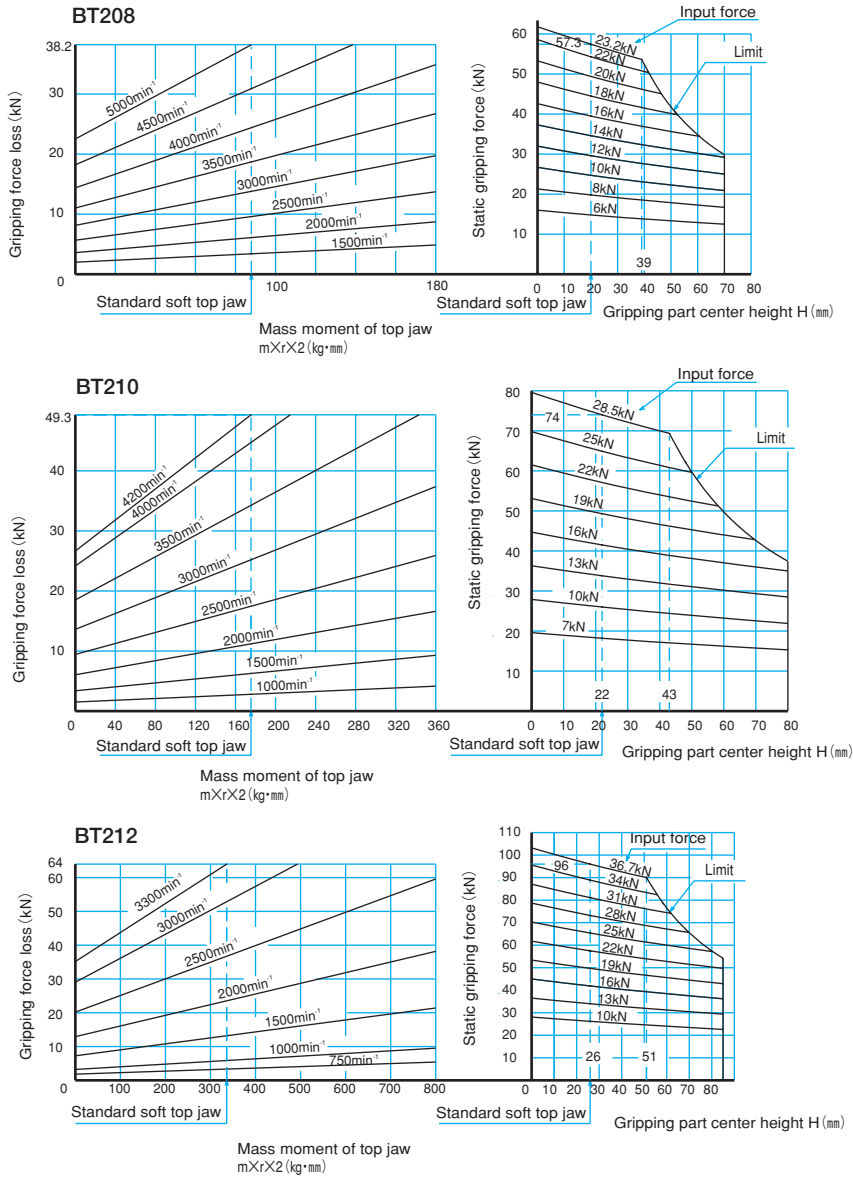 BT208
Gripping force loss (kN)
38.2
30
20
10
0
5000min⁻¹
4500min⁻¹
4000min⁻¹
3500min⁻¹
3000min⁻¹
2500min⁻¹
2000min⁻¹
1500min⁻¹
100
180
Standard soft top jaw
Mass moment of top jaw
m×r×2 (kg·mm)
Static gripping force (kN)
60
50
40
30
20
10
57.3
23.2kN
22kN
20kN
18kN
16kN
14kN
12kN
10kN
8kN
6kN
Input force
Limit
39
0 10 20 30 40 50 60 70 80
Standard soft top jaw
Gripping part center height H (mm)
BT210
Gripping force loss (kN)
49.3
40
30
20
10
4200min⁻¹
4000min⁻¹
3500min⁻¹
3000min⁻¹
2500min⁻¹
2000min⁻¹
1500min⁻¹
1000min⁻¹
0 40 80 120 160 200 240 280 320 360
Standard soft top jaw
Mass moment of top jaw
m×r×2 (kg·mm)
Static gripping force (kN)
80
70
60
50
40
30
20
10
74
28.5kN
25kN
22kN
19kN
16kN
13kN
10kN
7kN
Input force
Limit
22
43
0 10 20 30 40 50 60 70 80
Standard soft top jaw
Gripping part center height H (mm)
BT212
Gripping force loss (kN)
64
60
50
40
30
20
10
3300min⁻¹
3000min⁻¹
2500min⁻¹
2000min⁻¹
1500min⁻¹
1000min⁻¹
750min⁻¹
0 100 200 300 400 500 600 700 800
Standard soft top jaw
Mass moment of top jaw
m×r×2 (kg·mm)
Static gripping force (kN)
110
100
90
80
70
60
50
40
30
20
10
96
36.7kN
34kN
31kN
28kN
25kN
22kN
19kN
16kN
13kN
10kN
Input force
Limit
26
51
0 10 20 30 40 50 60 70 80
Standard soft top jaw
Gripping part center height H (mm)